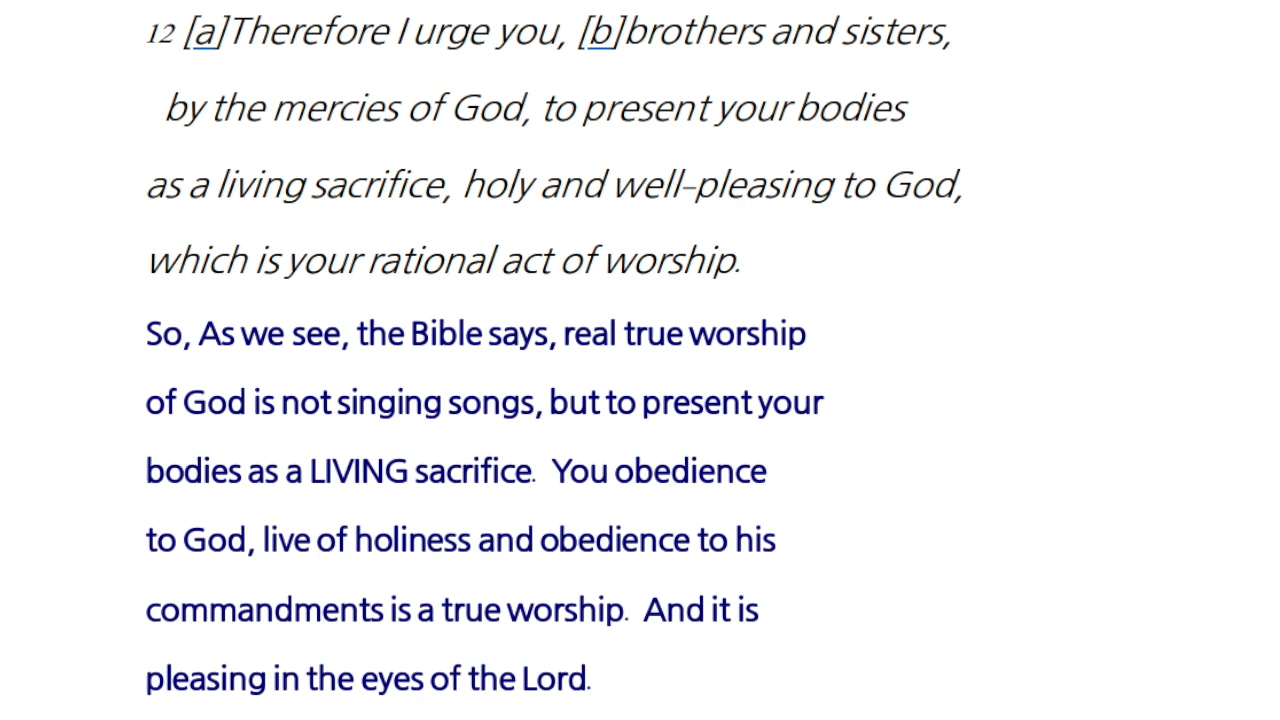 12 [a]Therefore I urge you, [b]brothers and sisters,
by the mercies of God, to present your bodies
as a living sacrifice, holy and well-pleasing to God,
which is your rational act of worship.
So, As we see, the Bible says, real true worship
of God is not singing songs, but to present your
bodies as a LIVING sacrifice. You obedience
to God, live of holiness and obedience to his
commandments is a true worship. And it is
pleasing in the eyes of the Lord.